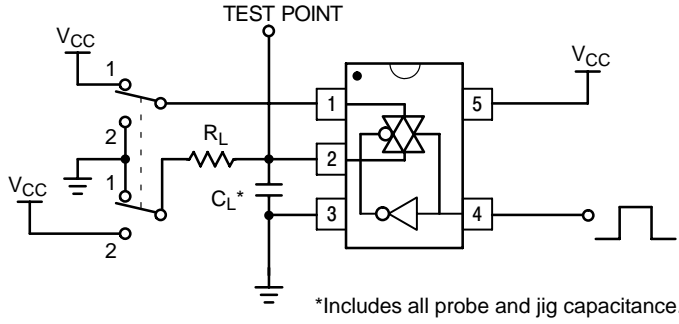 TEST POINT
VCC
VCC
1
1
5
2
RL
2
1
VCC
CL*
3
4
2
*Includes all probe and jig capacitance